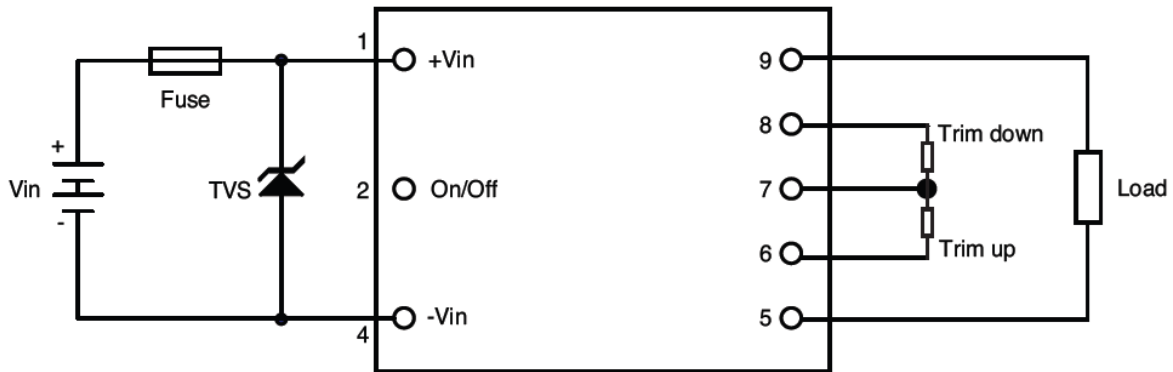 1
+Vin
9
Fuse
8
Trim down
+
Vin
TVS
2
On/Off
7
Load
-
6
Trim up
4
-Vin
5